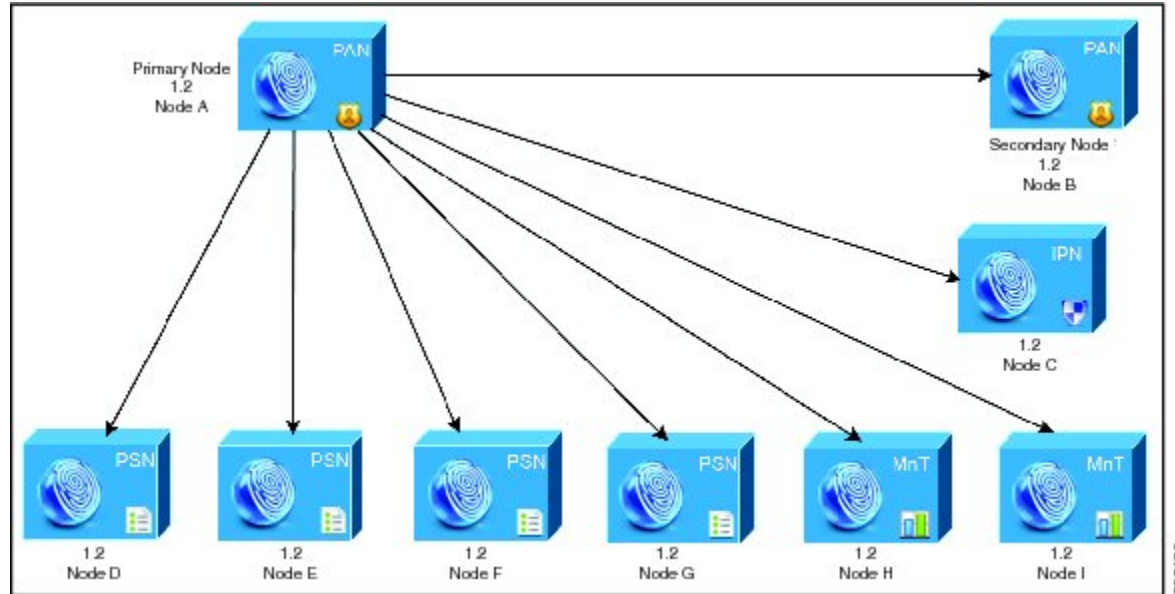 PAN
Primary Node
1.2
Node A
PAN
Secondary Node
1.2
Node B
IPN
1.2
Node C
PSN
1.2
Node D
PSN
1.2
Node E
PSN
1.2
Node F
PSN
1.2
Node G
MnT
1.2
Node H
MnT
1.2
Node I